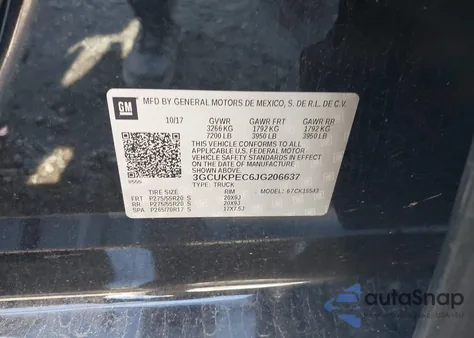 GM
MFD BY GENERAL MOTORS DE MEXICO, S. DE R.L. DE C.V.
10/17 GVWR GAWR FRT GAWR RR
3266 KG 1792 KG 1792 KG
7200 LB 3950 LB 3950 LB
THIS VEHICLE CONFORMS TO ALL
APPLICABLE U.S. FEDERAL MOTOR
VEHICLE SAFETY STANDARDS IN
EFFECT ON THE DATE OF MANUFACTURE
SHOWN ABOVE.
3GCUKPEC6JG206637
TYPE: TRUCK MODEL: 67CK15543
TIRE SIZE RIM
FRT P275/55R20 S 20X9J
RR P275/55R20 S 20X9J
SPA P265/70R17 S 17X7.5J
autoSnap